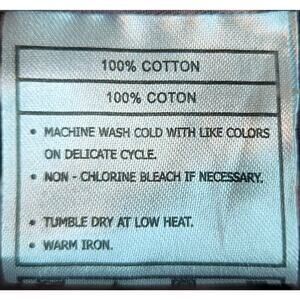 100% COTTON
100% COTON
• MACHINE WASH COLD WITH LIKE COLORS
ON DELICATE CYCLE.
• NON - CHLORINE BLEACH IF NECESSARY.
• TUMBLE DRY AT LOW HEAT.
• WARM IRON.